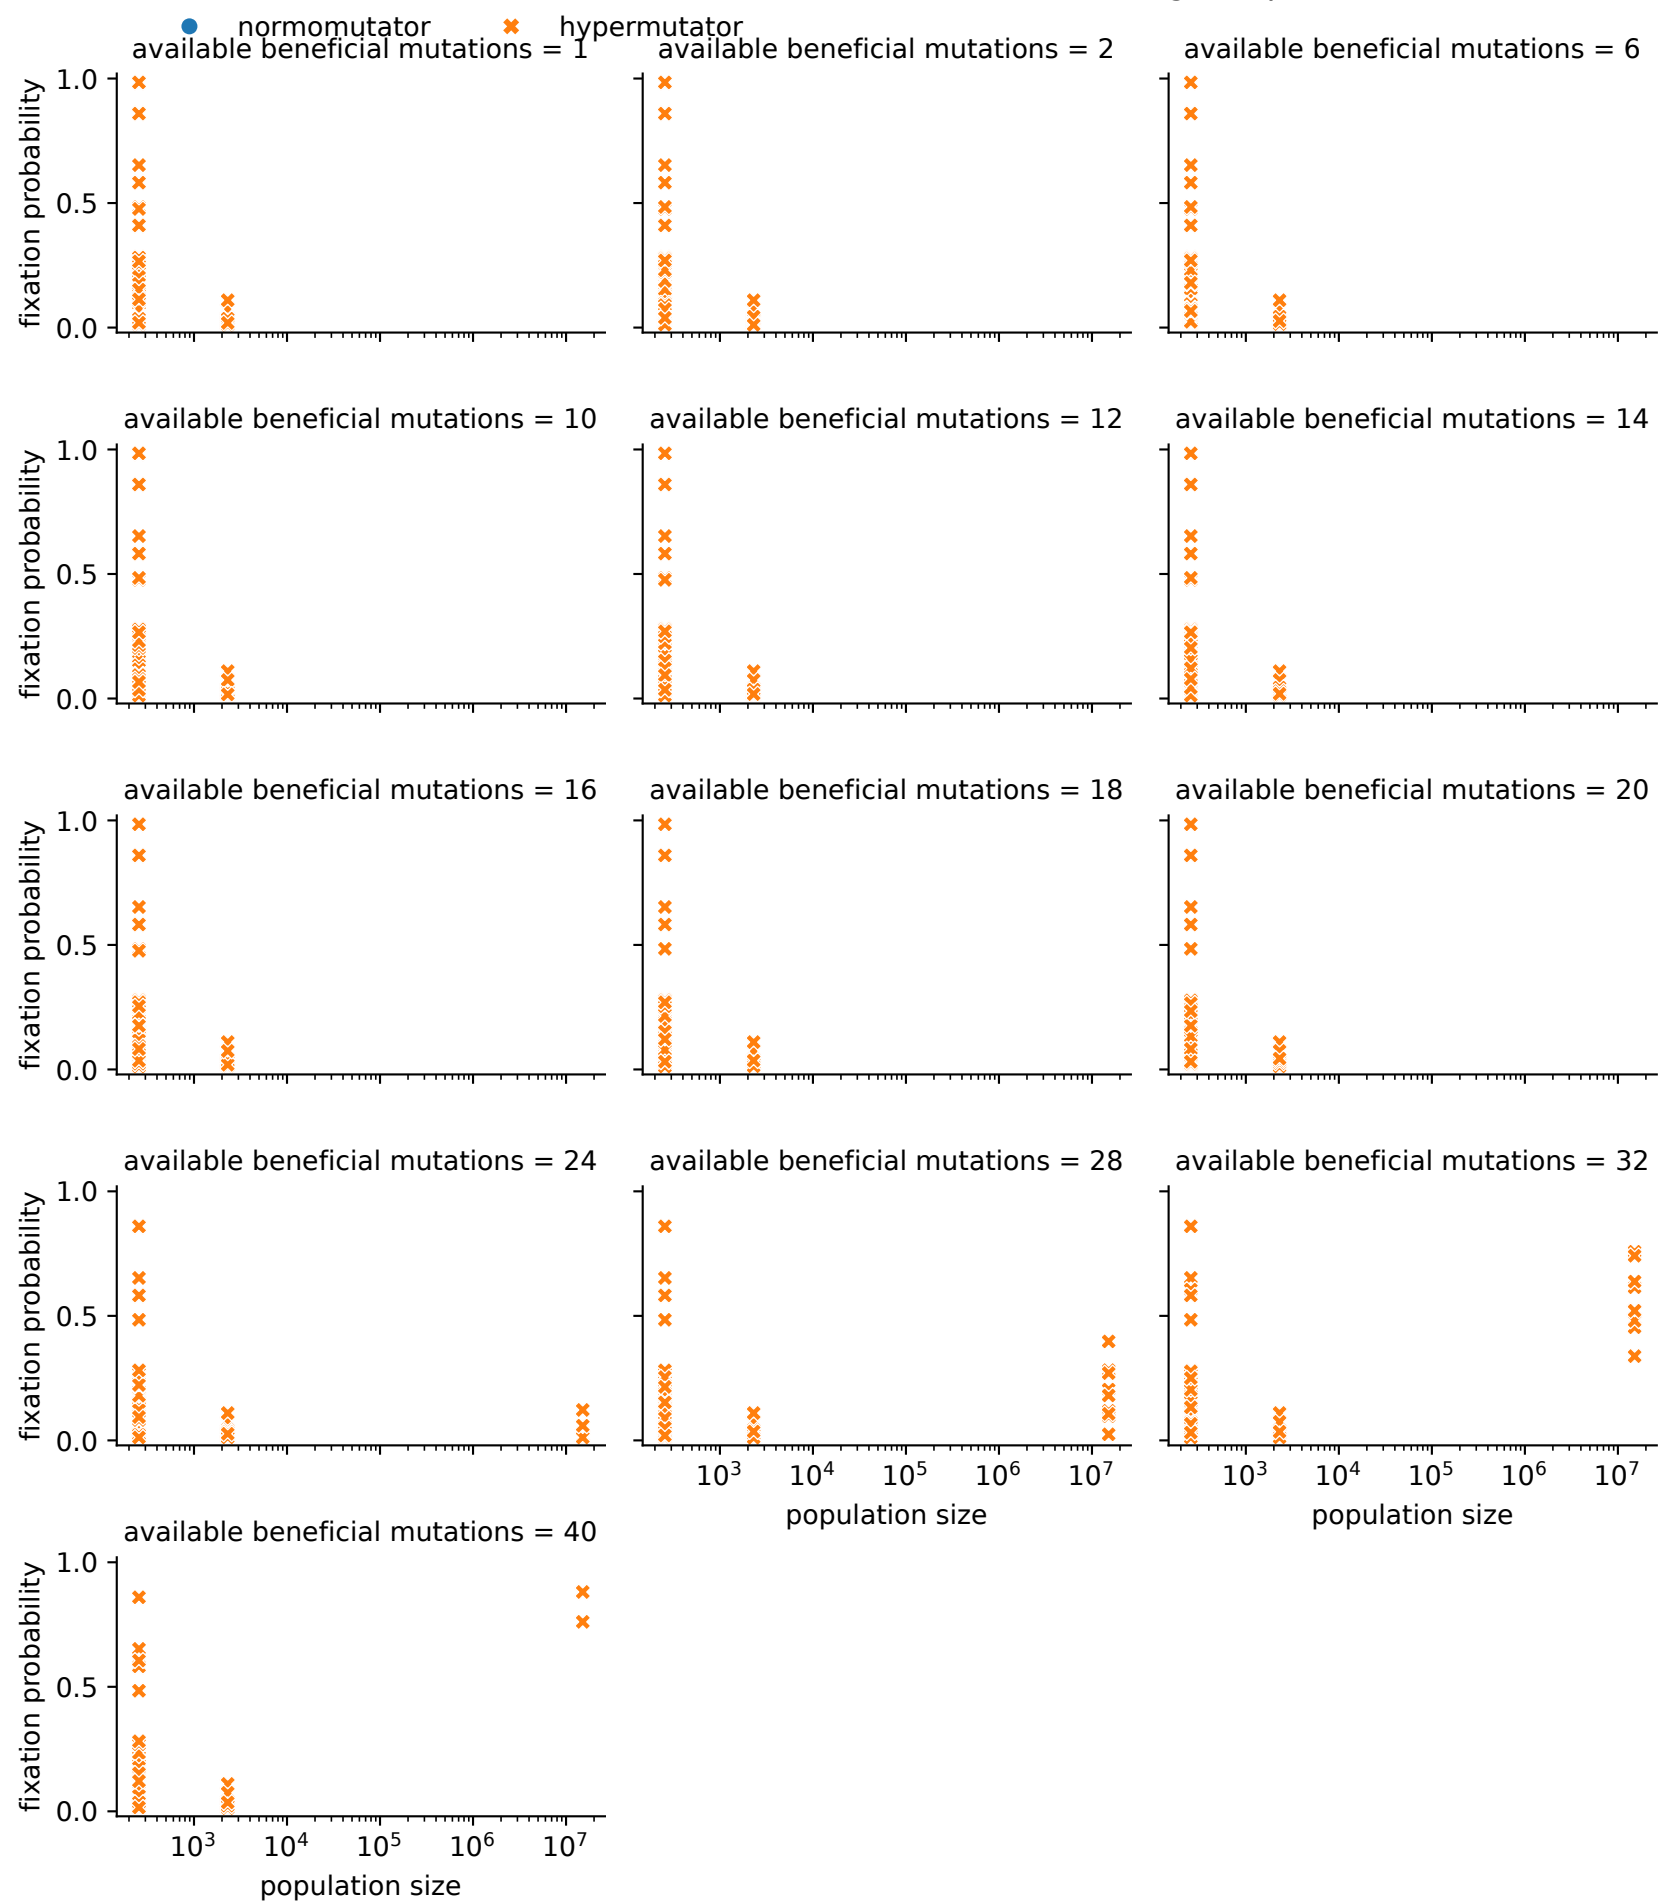 normomutator hypermutator
available beneficial mutations = 1 available beneficial mutations = 2 available beneficial mutations = 6
fixation probability
1.0
0.5
0.0
available beneficial mutations = 10 available beneficial mutations = 12 available beneficial mutations = 14
fixation probability
1.0
0.5
0.0
available beneficial mutations = 16 available beneficial mutations = 18 available beneficial mutations = 20
fixation probability
1.0
0.5
0.0
available beneficial mutations = 24 available beneficial mutations = 28 available beneficial mutations = 32
fixation probability
1.0
0.5
0.0
10³ 10⁴ 10⁵ 10⁶ 10⁷ 10³ 10⁴ 10⁵ 10⁶ 10⁷
population size population size
available beneficial mutations = 40
fixation probability
1.0
0.5
0.0
10³ 10⁴ 10⁵ 10⁶ 10⁷
population size